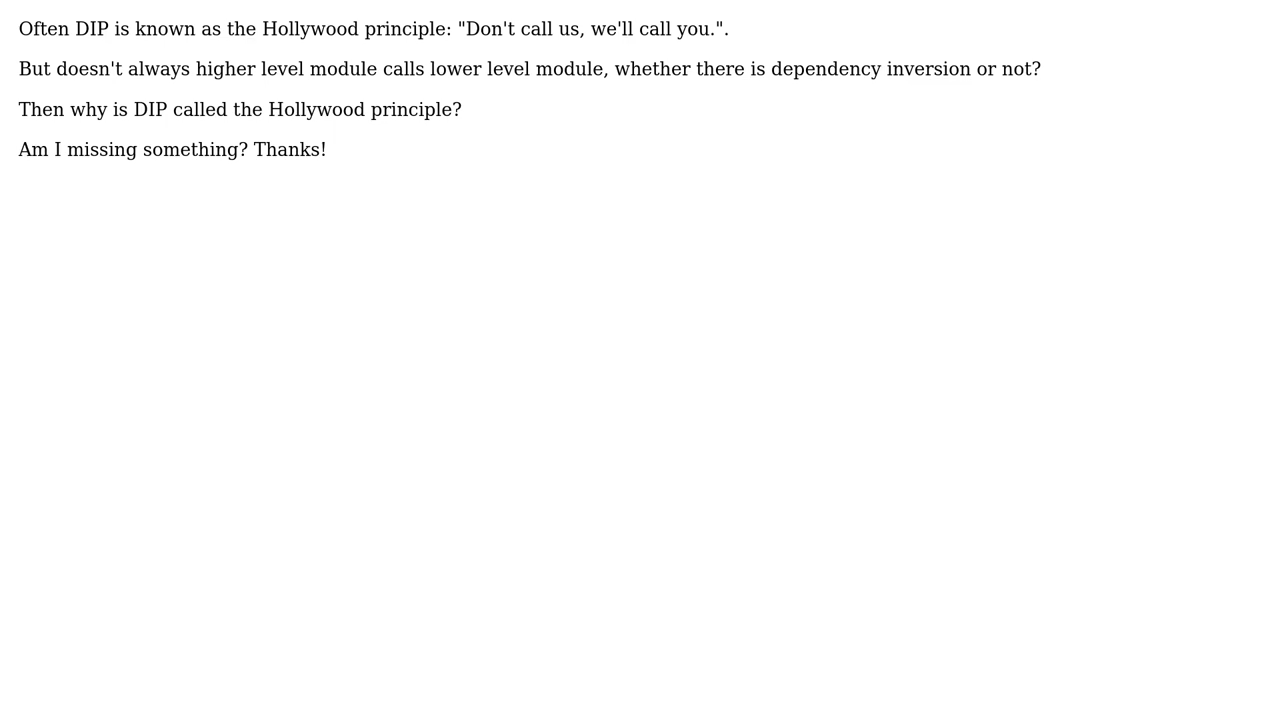 Often DIP is known as the Hollywood principle: "Don't call us, we'll call you.".
But doesn't always higher level module calls lower level module, whether there is dependency inversion or not?
Then why is DIP called the Hollywood principle?
Am I missing something? Thanks!